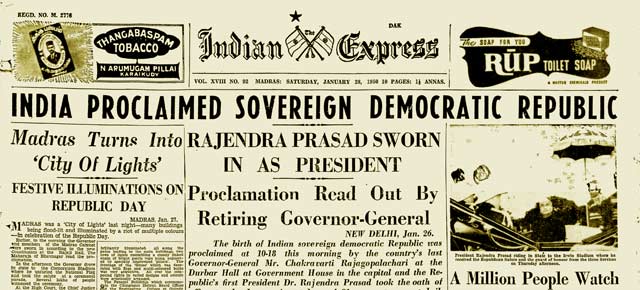 REGD. NO. M. 2776
DAK
THANGABASPAM
TOBACCO
N ARUMUGAM PILLAI
KARAIKUDY
Indian Express
The SOAP FOR YOU
RŪP TOILET SOAP
VOL. XVIII NO. 92 MADRAS: SATURDAY, JANUARY 28, 1950 10 PAGES: 1½ ANNAS.
INDIA PROCLAIMED SOVEREIGN DEMOCRATIC REPUBLIC
Madras Turns Into
'City Of Lights'
FESTIVE ILLUMINATIONS ON
REPUBLIC DAY
MADRAS, Jan. 27.
MADRAS was a 'City of Lights' last night—many buildings
being flood-lit and illuminated by a riot of multiple colours
in celebration of the Republic Day.
RAJENDRA PRASAD SWORN
IN AS PRESIDENT
Proclamation Read Out By
Retiring Governor-General
NEW DELHI, Jan. 26.
The birth of Indian sovereign democratic Republic was
proclaimed at 10-18 this morning by the country's last
Governor-General Mr. Chakravarti Rajagopalachari at the
Durbar Hall at Government House in the capital and the Re-
public's first President Dr. Rajendra Prasad took the oath of
President Rajendra Prasad riding in State to the Irwin Stadium where he
received the Republican Salute and inspected the guard of honour from the three Services
on Thursday afternoon.
A Million People Watch